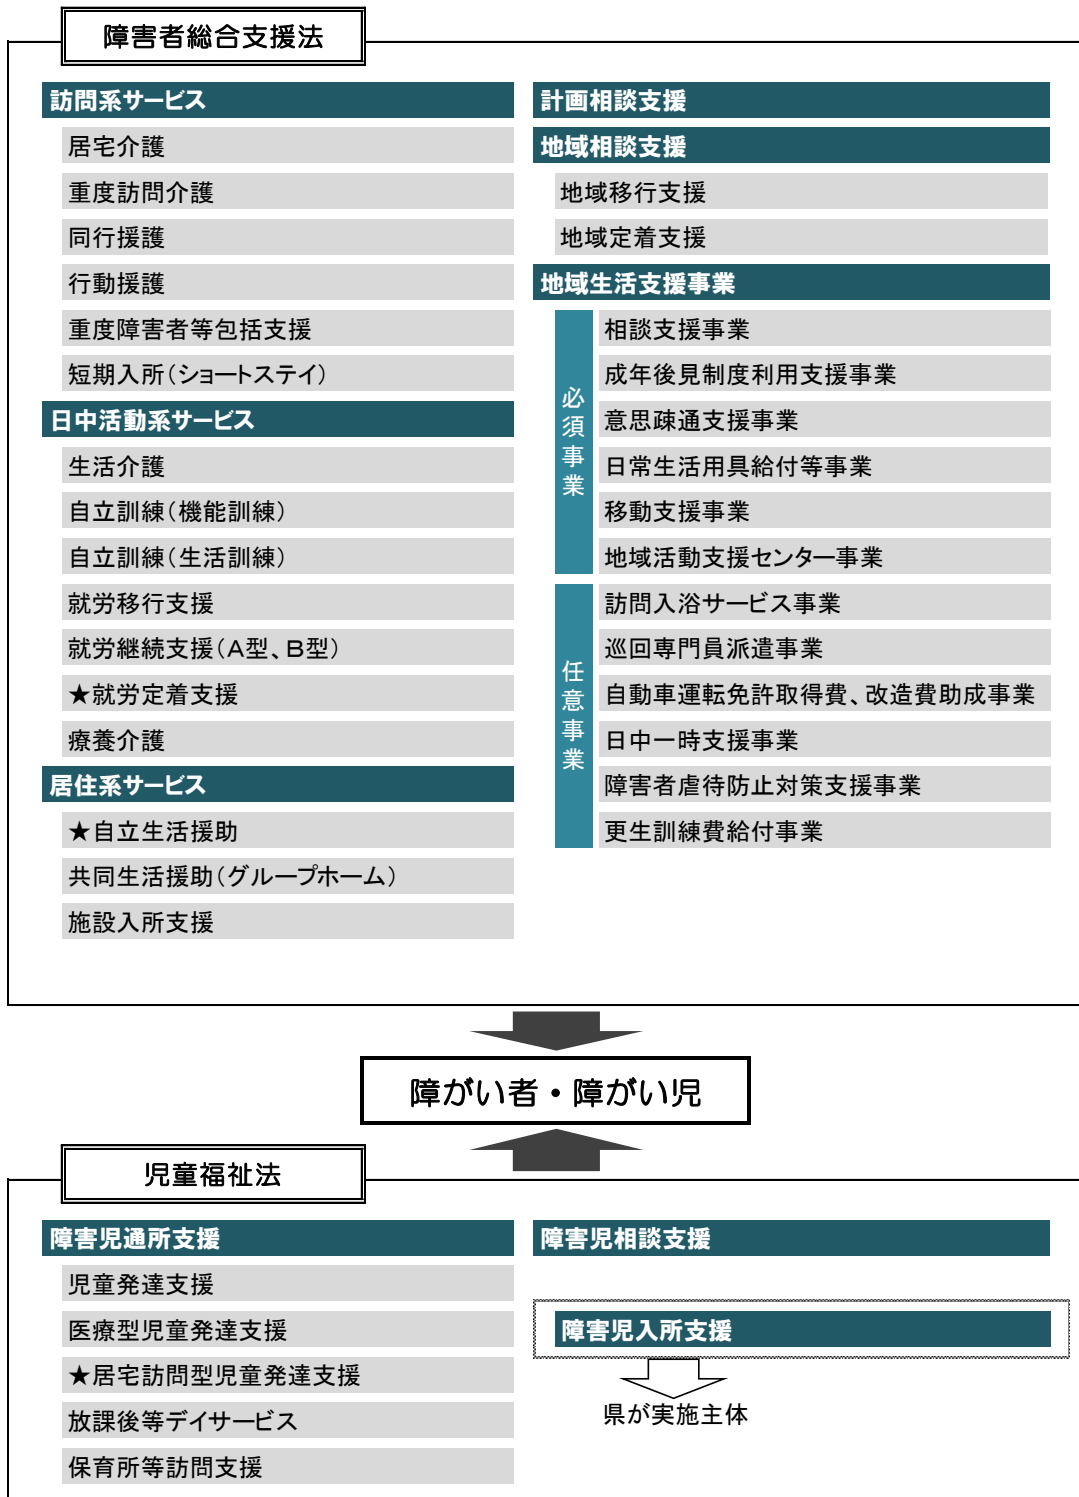 障害者総合支援法
訪問系サービス
居宅介護
重度訪問介護
同行援護
行動援護
重度障害者等包括支援
短期入所（ショートステイ）
日中活動系サービス
生活介護
自立訓練（機能訓練）
自立訓練（生活訓練）
就労移行支援
就労継続支援（Ａ型、Ｂ型）
★就労定着支援
療養介護
居住系サービス
★自立生活援助
共同生活援助（グループホーム）
施設入所支援
計画相談支援
地域相談支援
地域移行支援
地域定着支援
地域生活支援事業
必須事業
相談支援事業
成年後見制度利用支援事業
意思疎通支援事業
日常生活用具給付等事業
移動支援事業
地域活動支援センター事業
任意事業
訪問入浴サービス事業
巡回専門員派遣事業
自動車運転免許取得費、改造費助成事業
日中一時支援事業
障害者虐待防止対策支援事業
更生訓練費給付事業
障がい者・障がい児
児童福祉法
障害児通所支援
児童発達支援
医療型児童発達支援
★居宅訪問型児童発達支援
放課後等デイサービス
保育所等訪問支援
障害児相談支援
障害児入所支援
県が実施主体